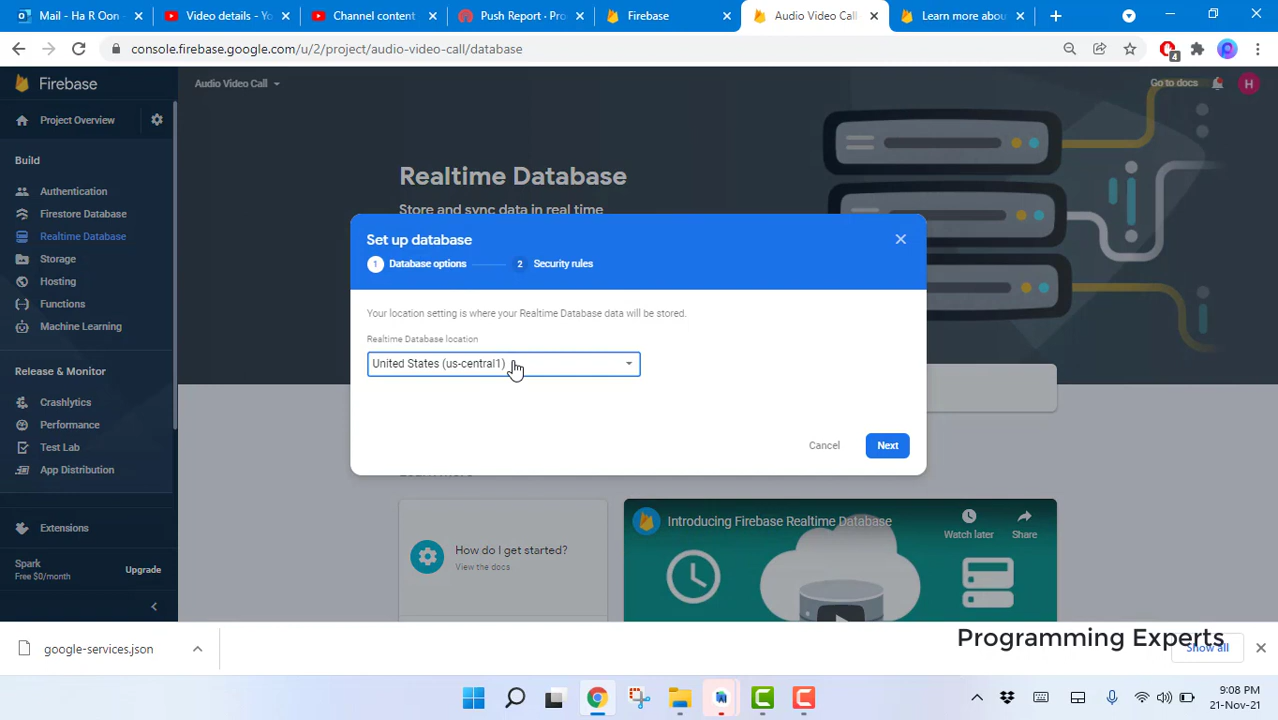 Mail - Ha R Oon -
Video details - Yo
Channel content
Push Report · Pro
Firebase
Audio Video Call
Learn more abou
console.firebase.google.com/u/2/project/audio-video-call/database
4
Firebase
Audio Video Call
Go to docs
H
Project Overview
Build
Authentication
Firestore Database
Realtime Database
Storage
Hosting
Functions
Machine Learning
Release & Monitor
Crashlytics
Performance
Test Lab
App Distribution
Extensions
Spark
Free $0/month
Upgrade
Realtime Database
Store and sync data in real time
Set up database
1 Database options
2 Security rules
Your location setting is where your Realtime Database data will be stored.
Realtime Database location
United States (us-central1)
Cancel
Next
How do I get started?
View the docs
Introducing Firebase Realtime Database
Watch later
Share
google-services.json
Programming Experts
Show all
9:08 PM
21-Nov-21